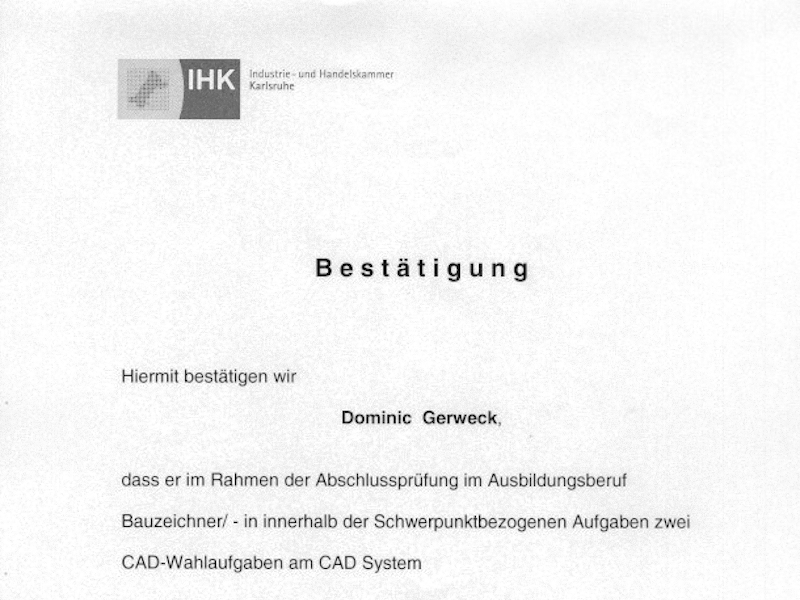 IHK
Industrie- und Handelskammer
Karlsruhe
Bestätigung
Hiermit bestätigen wir
Dominic Gerweck,
dass er im Rahmen der Abschlussprüfung im Ausbildungsberuf
Bauzeichner/ - in innerhalb der Schwerpunktbezogenen Aufgaben zwei
CAD-Wahlaufgaben am CAD System